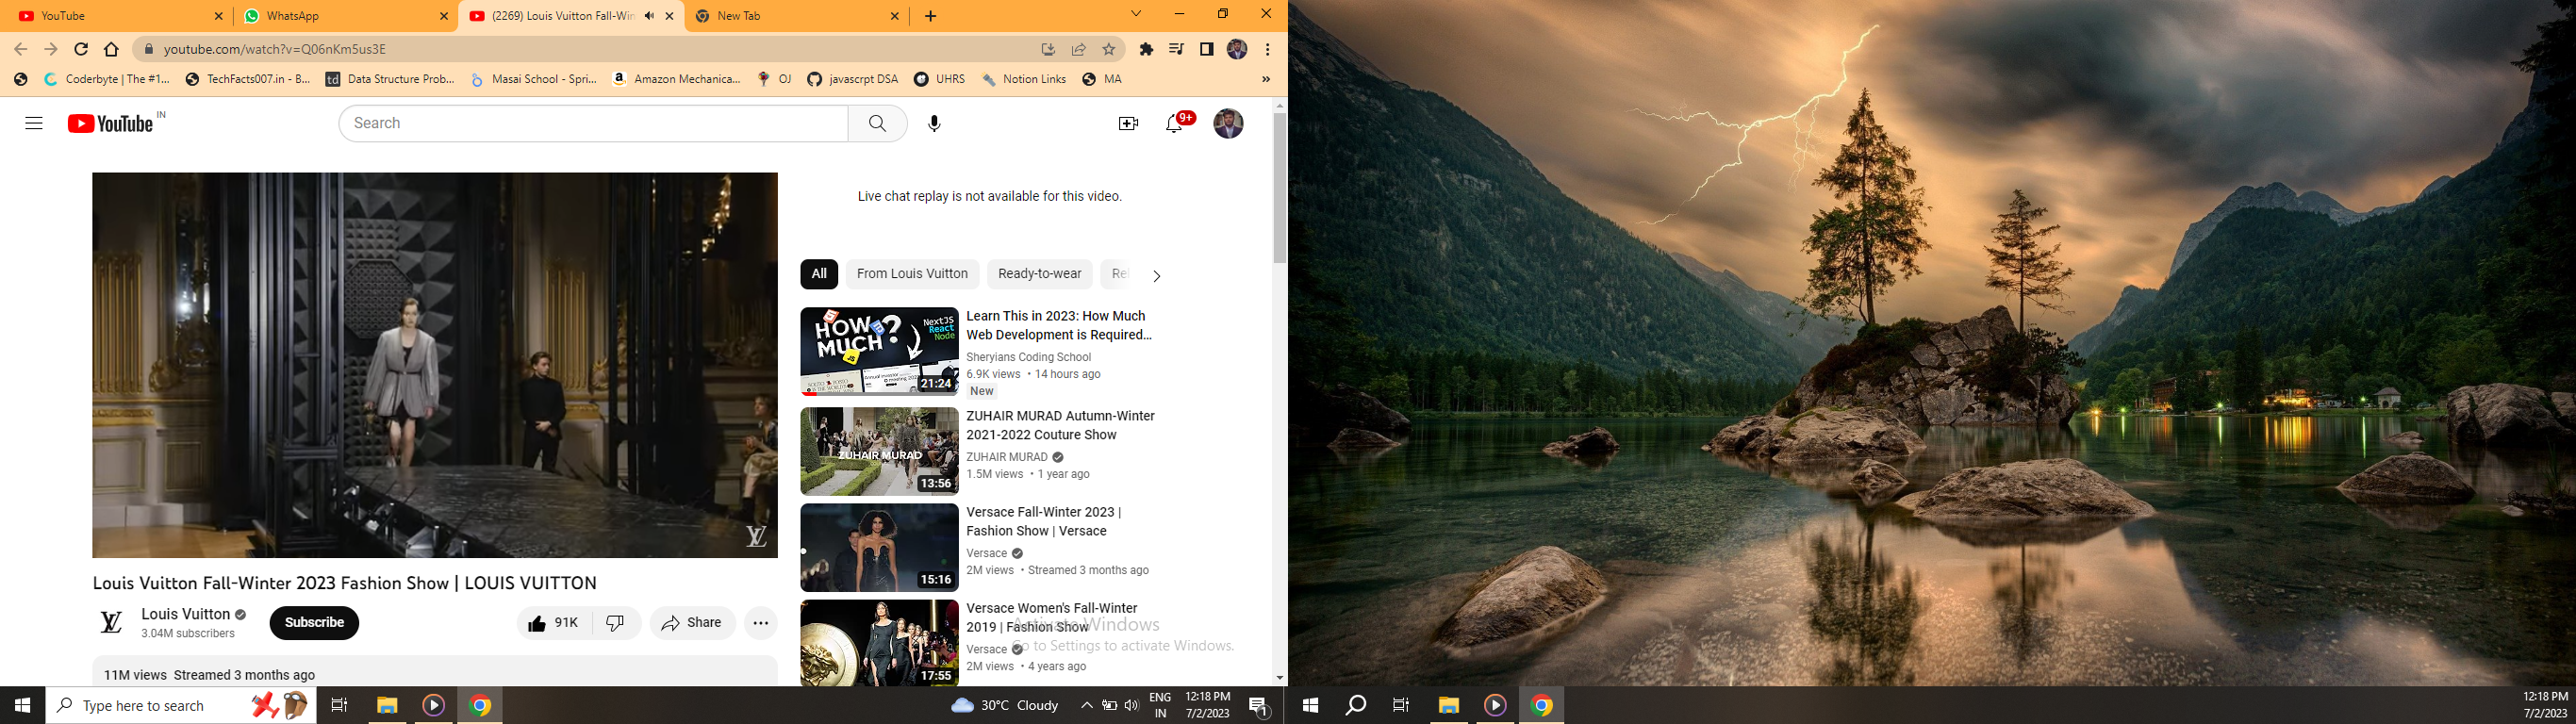 YouTube
WhatsApp
(2269) Louis Vuitton Fall-Win
New Tab
youtube.com/watch?v=Q06nKm5us3E
Coderbyte | The #1...
TechFacts007.in - B...
td
Data Structure Prob...
Masai School - Spri...
Amazon Mechanica...
OJ
javascrpt DSA
UHRS
Notion Links
MA
»
YouTube IN
Search
9+
Live chat replay is not available for this video.
All
From Louis Vuitton
Ready-to-wear
Rel
HOW MUCH?
NextJS
React
Node
JS
21:24
Learn This in 2023: How Much
Web Development is Required...
Sheryians Coding School
6.9K views • 14 hours ago
New
ZUHAIR MURAD
13:56
ZUHAIR MURAD Autumn-Winter
2021-2022 Couture Show
ZUHAIR MURAD
1.5M views • 1 year ago
15:16
Versace Fall-Winter 2023 |
Fashion Show | Versace
Versace
2M views • Streamed 3 months ago
17:55
Versace Women's Fall-Winter
2019 | Fashion Show
Versace
2M views • 4 years ago
LV
Louis Vuitton Fall-Winter 2023 Fashion Show | LOUIS VUITTON
LV
Louis Vuitton
3.04M subscribers
Subscribe
91K
Share
11M views Streamed 3 months ago
Activate Windows
Go to Settings to activate Windows.
Type here to search
30°C Cloudy
ENG
IN
12:18 PM
7/2/2023
1
12:18 PM
7/2/2023